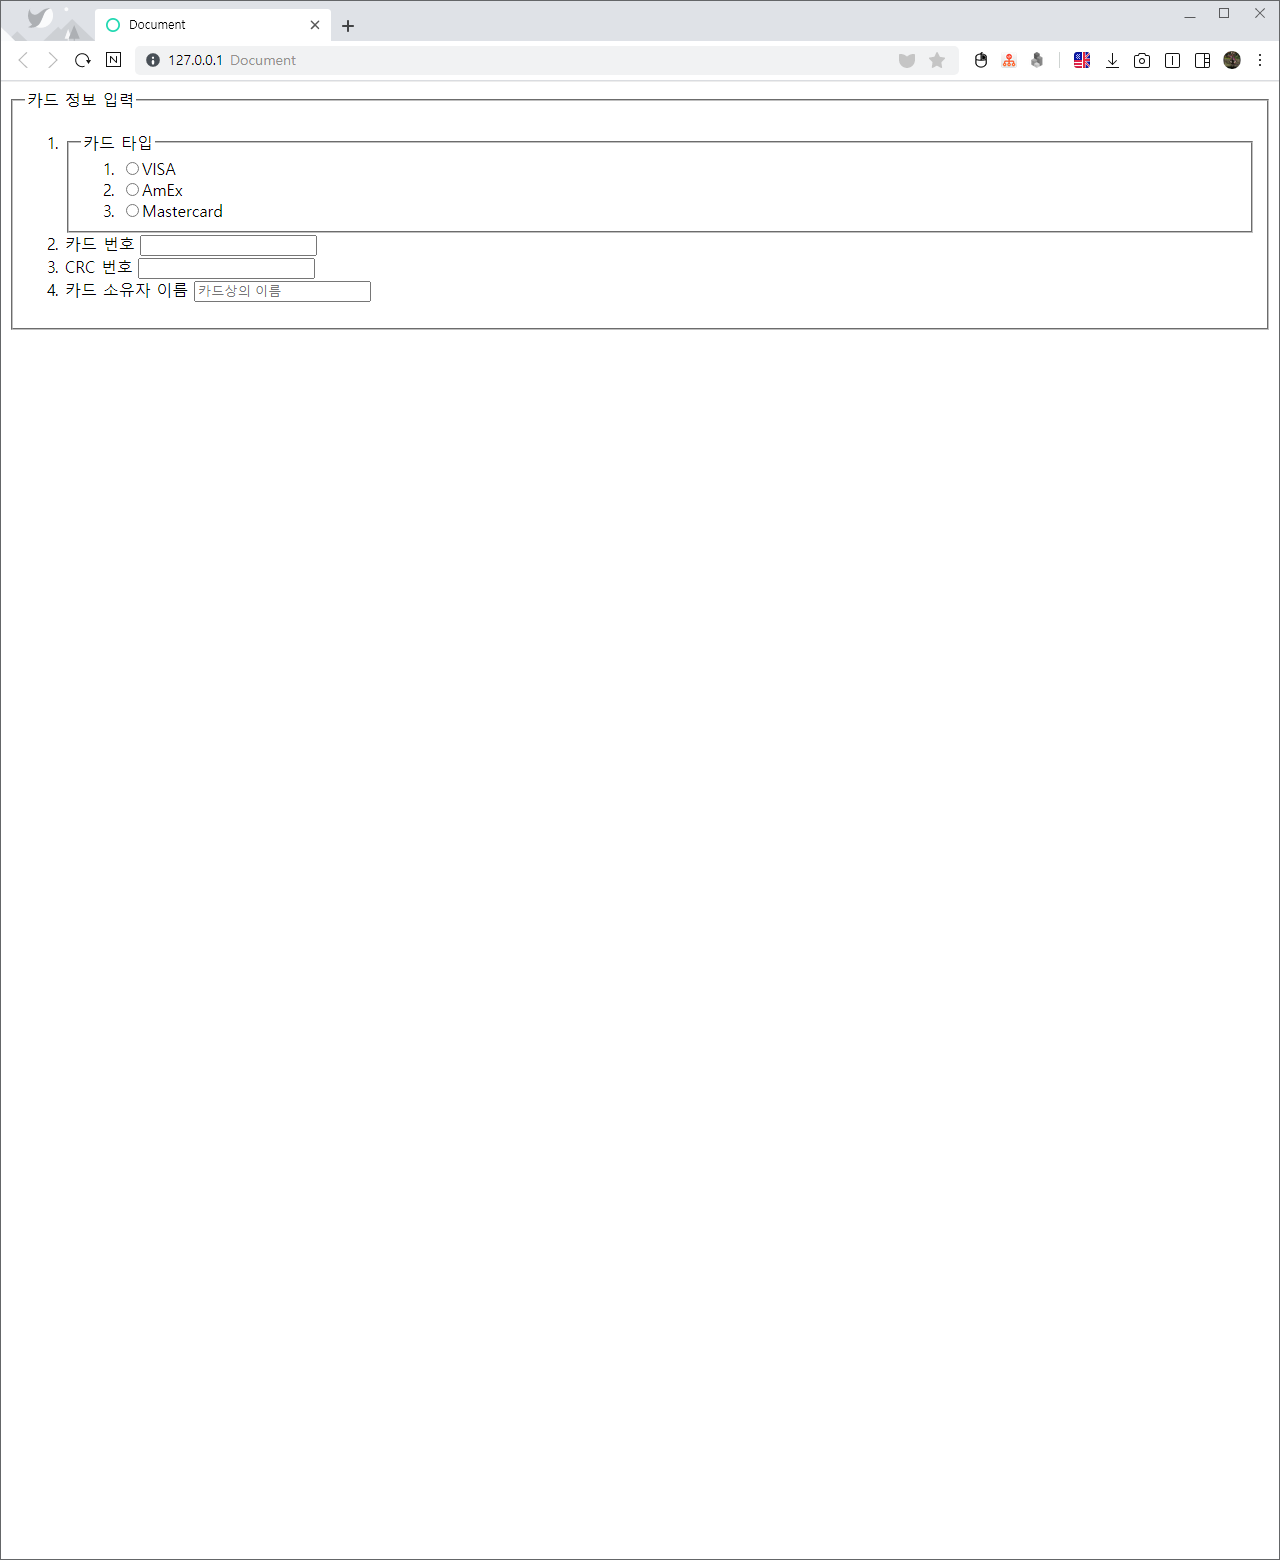 Document
N 127.0.0.1 Document
카드 정보 입력
1. 카드 타입
1. VISA
2. AmEx
3. Mastercard
2. 카드 번호
3. CRC 번호
4. 카드 소유자 이름 카드상의 이름